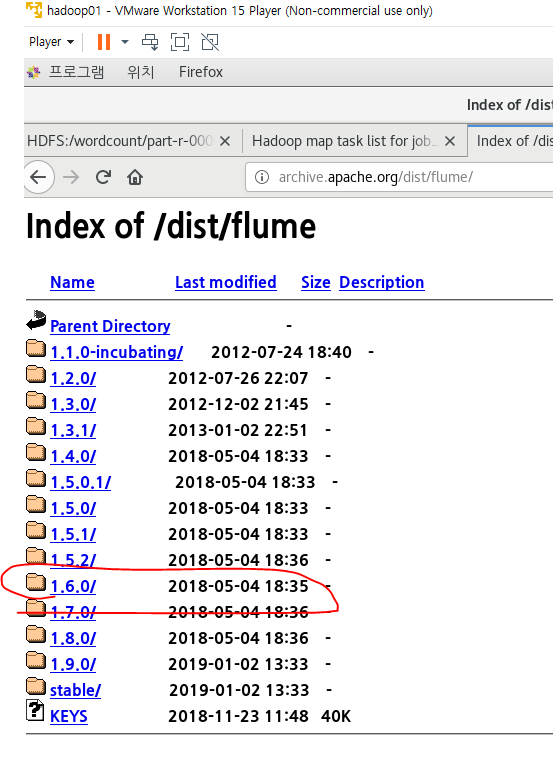 hadoop01 - VMware Workstation 15 Player (Non-commercial use only)
Player
프로그램 위치 Firefox
Index of /dis
HDFS:/wordcount/part-r-000 Hadoop map task list for job_ Index of /dis
archive.apache.org/dist/flume/
Index of /dist/flume
Name Last modified Size Description
Parent Directory -
1.1.0-incubating/ 2012-07-24 18:40 -
1.2.0/ 2012-07-26 22:07 -
1.3.0/ 2012-12-02 21:45 -
1.3.1/ 2013-01-02 22:51 -
1.4.0/ 2018-05-04 18:33 -
1.5.0.1/ 2018-05-04 18:33 -
1.5.0/ 2018-05-04 18:33 -
1.5.1/ 2018-05-04 18:33 -
1.5.2/ 2018-05-04 18:36 -
1.6.0/ 2018-05-04 18:35 -
1.7.0/ 2018-05-04 18:36 -
1.8.0/ 2018-05-04 18:36 -
1.9.0/ 2019-01-02 13:33 -
stable/ 2019-01-02 13:33 -
KEYS 2018-11-23 11:48 40K